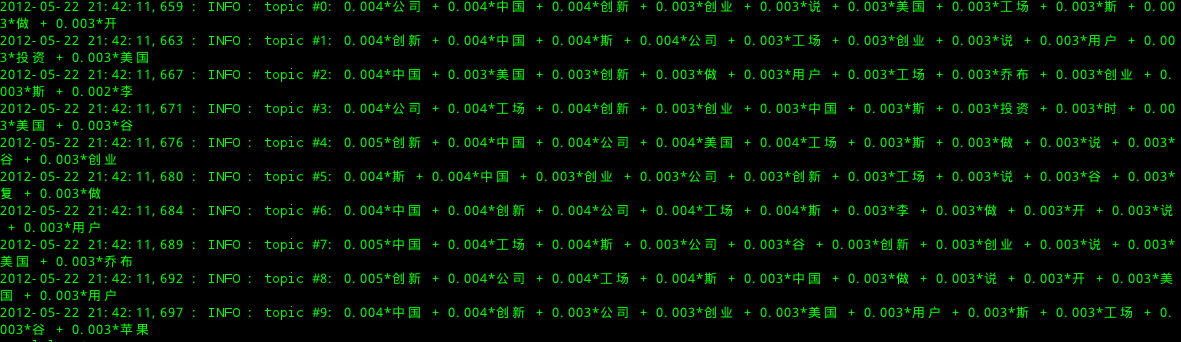 2012-05-22 21:42:11,659 : INFO : topic #0: 0.004*公司 + 0.004*中国 + 0.004*创新 + 0.003*创业 + 0.003*说 + 0.003*美国 + 0.003*工场 + 0.003*斯 + 0.00
3*做 + 0.003*开
2012-05-22 21:42:11,663 : INFO : topic #1: 0.004*创新 + 0.004*中国 + 0.004*斯 + 0.004*公司 + 0.003*工场 + 0.003*创业 + 0.003*说 + 0.003*用户 + 0.00
3*投资 + 0.003*美国
2012-05-22 21:42:11,667 : INFO : topic #2: 0.004*中国 + 0.003*美国 + 0.003*创新 + 0.003*做 + 0.003*用户 + 0.003*工场 + 0.003*乔布 + 0.003*创业 + 0.
003*斯 + 0.002*李
2012-05-22 21:42:11,671 : INFO : topic #3: 0.004*公司 + 0.004*工场 + 0.004*创新 + 0.003*创业 + 0.003*中国 + 0.003*斯 + 0.003*投资 + 0.003*时 + 0.00
3*美国 + 0.003*谷
2012-05-22 21:42:11,676 : INFO : topic #4: 0.005*创新 + 0.004*中国 + 0.004*公司 + 0.004*美国 + 0.004*工场 + 0.003*斯 + 0.003*做 + 0.003*说 + 0.003*
谷 + 0.003*创业
2012-05-22 21:42:11,680 : INFO : topic #5: 0.004*斯 + 0.004*中国 + 0.003*创业 + 0.003*公司 + 0.003*创新 + 0.003*工场 + 0.003*说 + 0.003*谷 + 0.003*
复 + 0.003*做
2012-05-22 21:42:11,684 : INFO : topic #6: 0.004*中国 + 0.004*创新 + 0.004*公司 + 0.004*工场 + 0.004*斯 + 0.003*李 + 0.003*做 + 0.003*开 + 0.003*说
+ 0.003*用户
2012-05-22 21:42:11,689 : INFO : topic #7: 0.005*中国 + 0.004*工场 + 0.004*斯 + 0.003*公司 + 0.003*谷 + 0.003*创新 + 0.003*创业 + 0.003*说 + 0.003*
美国 + 0.003*乔布
2012-05-22 21:42:11,692 : INFO : topic #8: 0.005*创新 + 0.004*公司 + 0.004*工场 + 0.004*斯 + 0.003*中国 + 0.003*做 + 0.003*说 + 0.003*开 + 0.003*美
国 + 0.003*用户
2012-05-22 21:42:11,697 : INFO : topic #9: 0.004*中国 + 0.004*创新 + 0.003*公司 + 0.003*创业 + 0.003*美国 + 0.003*用户 + 0.003*斯 + 0.003*工场 + 0.
003*谷 + 0.003*苹果